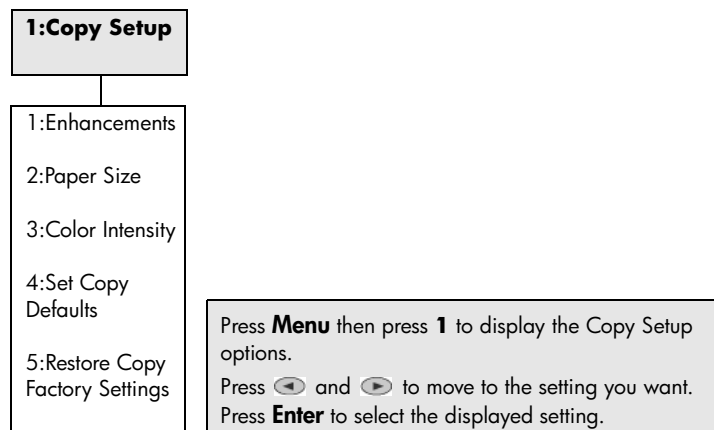 1:Copy Setup
1:Enhancements
2:Paper Size
3:Color Intensity
4:Set Copy
Defaults
5:Restore Copy
Factory Settings
Press Menu then press 1 to display the Copy Setup
options.
Press and to move to the setting you want.
Press Enter to select the displayed setting.